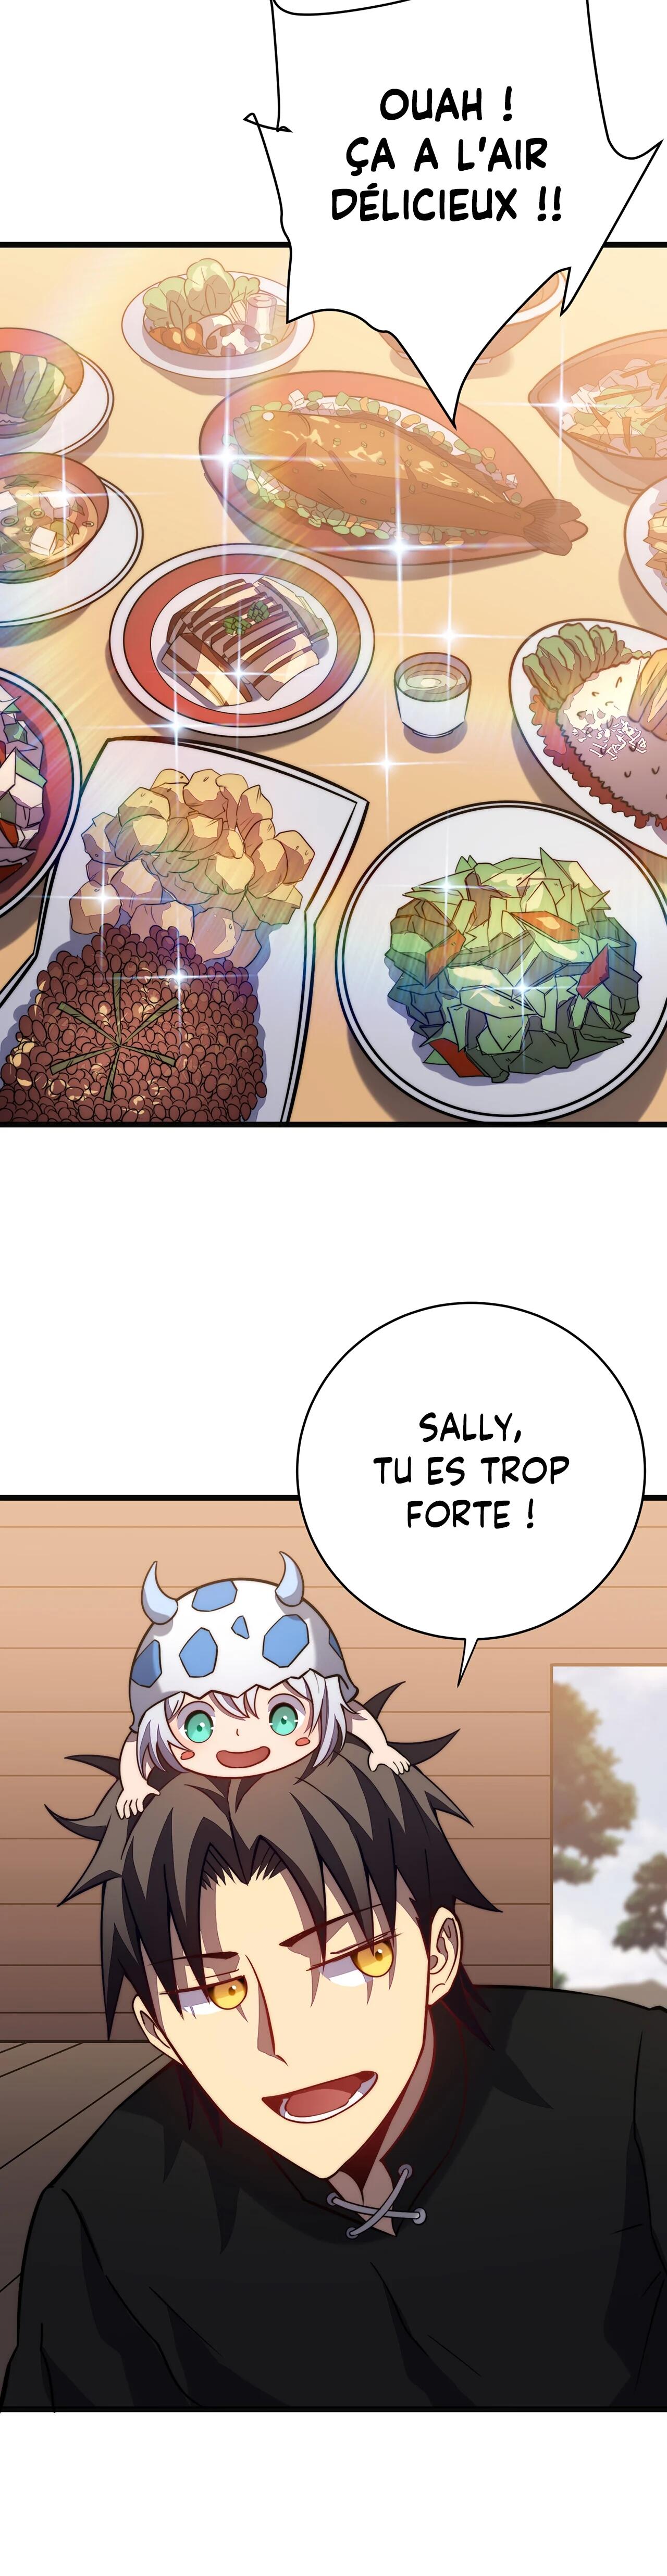 OUAH !
ÇA A L'AIR
DÉLICIEUX !!
SALLY,
TU ES TROP
FORTE !